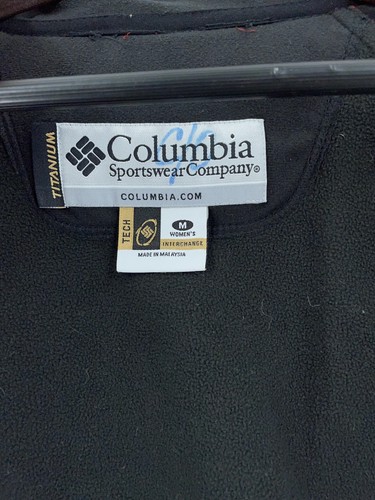 TITANIUM
Columbia
Sportswear Company®
COLUMBIA.COM
TECH
M
WOMEN'S
INTERCHANGE
MADE IN MALAYSIA